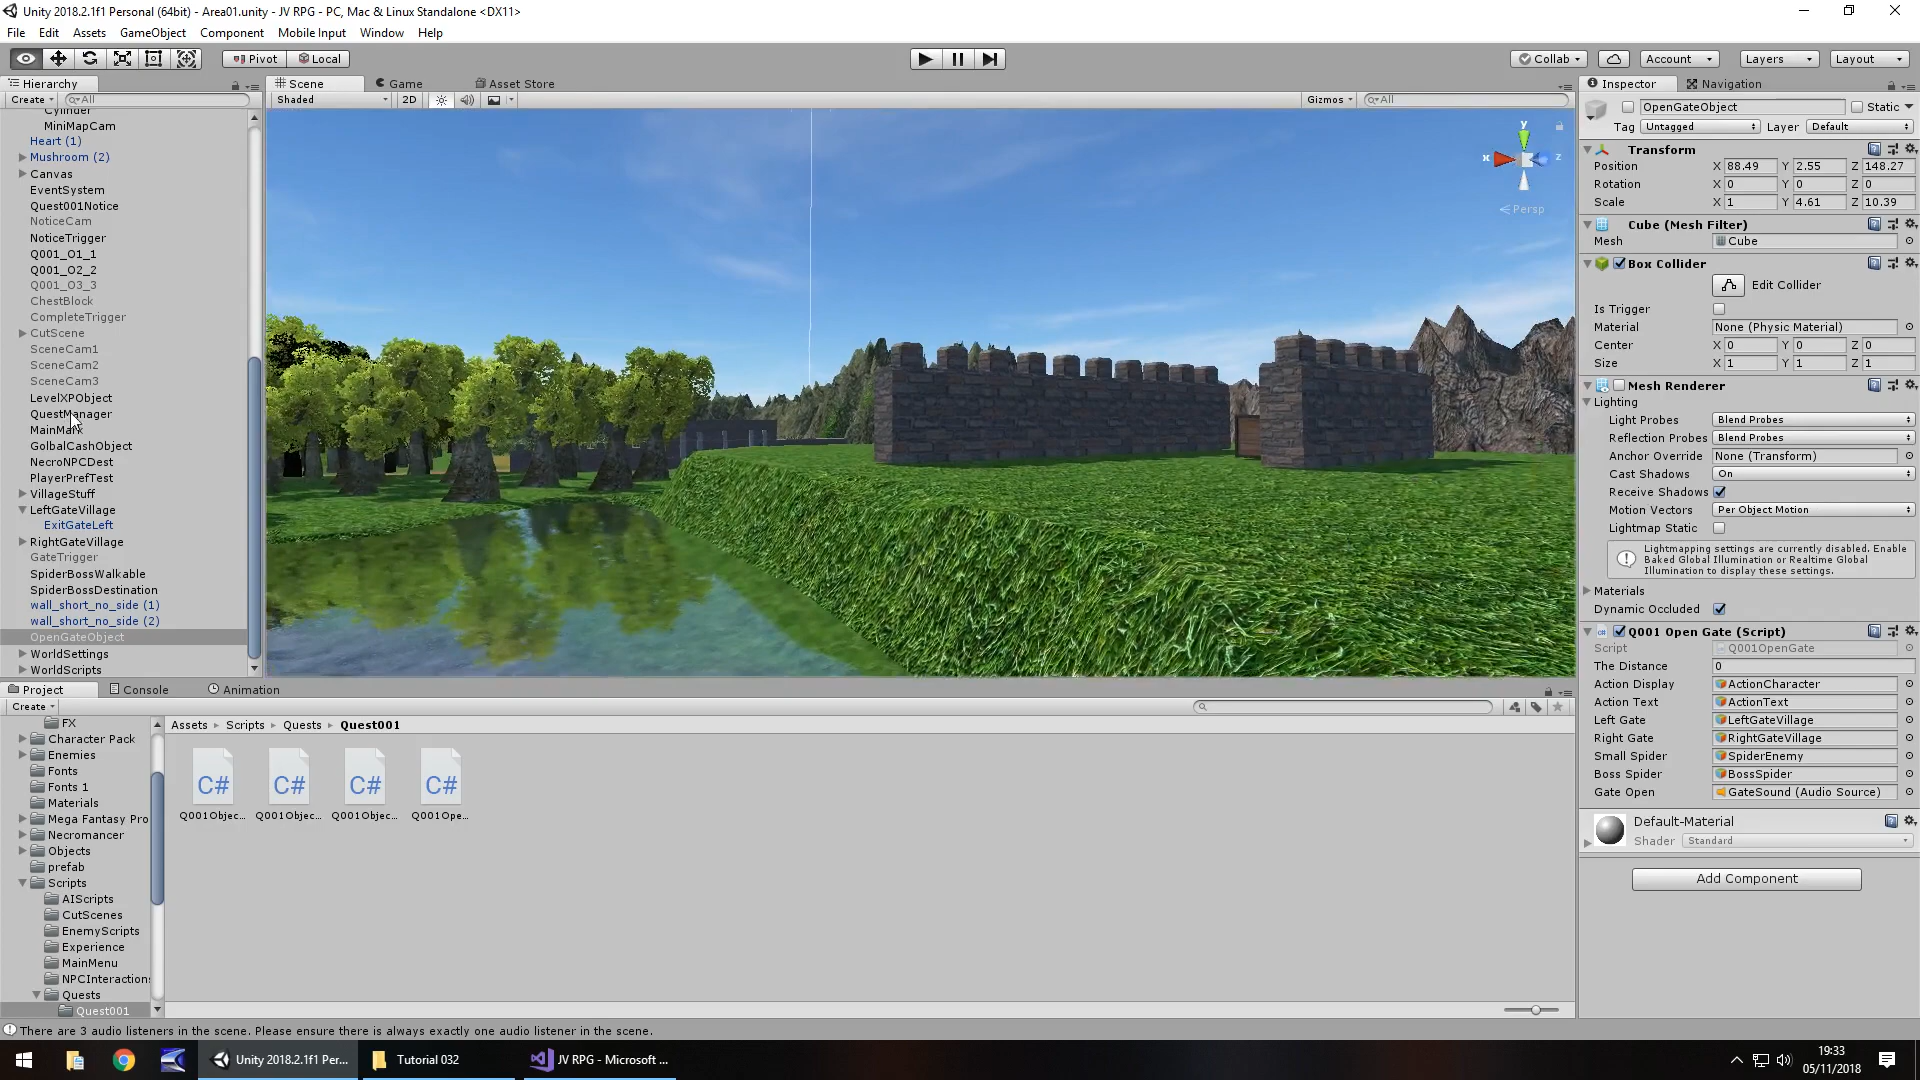 Unity 2018.2.1f1 Personal (64bit) - Area01.unity - JV RPG - PC, Mac & Linux Standalone <DX11>
File Edit Assets GameObject Component Mobile Input Window Help
Pivot Local Collab Account Layers Layout
Hierarchy
Create All
Cylinder
MiniMapCam
Heart (1)
Mushroom (2)
Canvas
EventSystem
Quest001Notice
NoticeCam
NoticeTrigger
Q001_O1_1
Q001_O2_2
Q001_O3_3
ChestBlock
CompleteTrigger
CutScene
SceneCam1
SceneCam2
SceneCam3
LevelXPObject
QuestManager
MainMark
GolbalCashObject
NecroNPCDest
PlayerPrefTest
VillageStuff
LeftGateVillage
ExitGateLeft
RightGateVillage
GateTrigger
SpiderBossWalkable
SpiderBossDestination
wall_short_no_side (1)
wall_short_no_side (2)
OpenGateObject
WorldSettings
WorldScripts
Scene Game Asset Store
Shaded 2D Gizmos All
y
x z
Persp
Inspector Navigation
OpenGateObject Static
Tag Untagged Layer Default
Transform
Position X 88.49 Y 2.55 Z 148.27
Rotation X 0 Y 0 Z 0
Scale X 1 Y 4.61 Z 10.39
Cube (Mesh Filter)
Mesh Cube
Box Collider
Edit Collider
Is Trigger
Material None (Physic Material)
Center X 0 Y 0 Z 0
Size X 1 Y 1 Z 1
Mesh Renderer
Lighting
Light Probes Blend Probes
Reflection Probes Blend Probes
Anchor Override None (Transform)
Cast Shadows On
Receive Shadows
Motion Vectors Per Object Motion
Lightmap Static
Lightmapping settings are currently disabled. Enable
Baked Global Illumination or Realtime Global
Illumination to display these settings.
Materials
Dynamic Occluded
Q001 Open Gate (Script)
Script Q001OpenGate
The Distance 0
Action Display ActionCharacter
Action Text ActionText
Left Gate LeftGateVillage
Right Gate RightGateVillage
Small Spider SpiderEnemy
Boss Spider BossSpider
Gate Open GateSound (Audio Source)
Default-Material
Shader Standard
Add Component
Project Console Animation
Create
FX
Character Pack
Enemies
Fonts
Fonts 1
Materials
Mega Fantasy Pro
Necromancer
Objects
prefab
Scripts
AIScripts
CutScenes
EnemyScripts
Experience
MainMenu
NPCInteractions
Quests
Quest001
Assets Scripts Quests Quest001
C# C# C# C#
Q001Objec... Q001Objec... Q001Objec... Q001Ope...
There are 3 audio listeners in the scene. Please ensure there is always exactly one audio listener in the scene.
Unity 2018.2.1f1 Per... Tutorial 032 JV RPG - Microsoft ...
19:33
05/11/2018